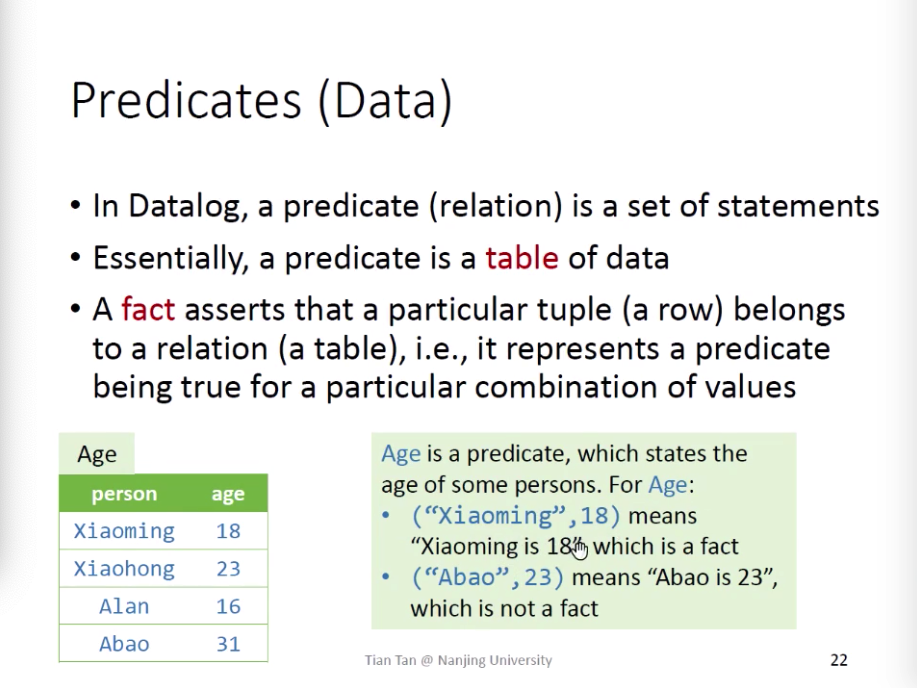 Predicates (Data)
• In Datalog, a predicate (relation) is a set of statements
• Essentially, a predicate is a table of data
• A fact asserts that a particular tuple (a row) belongs
to a relation (a table), i.e., it represents a predicate
being true for a particular combination of values
Age
person age
Xiaoming 18
Xiaohong 23
Alan 16
Abao 31
Age is a predicate, which states the
age of some persons. For Age:
• (“Xiaoming”,18) means
“Xiaoming is 18”, which is a fact
• (“Abao”,23) means “Abao is 23”,
which is not a fact
Tian Tan @ Nanjing University
22